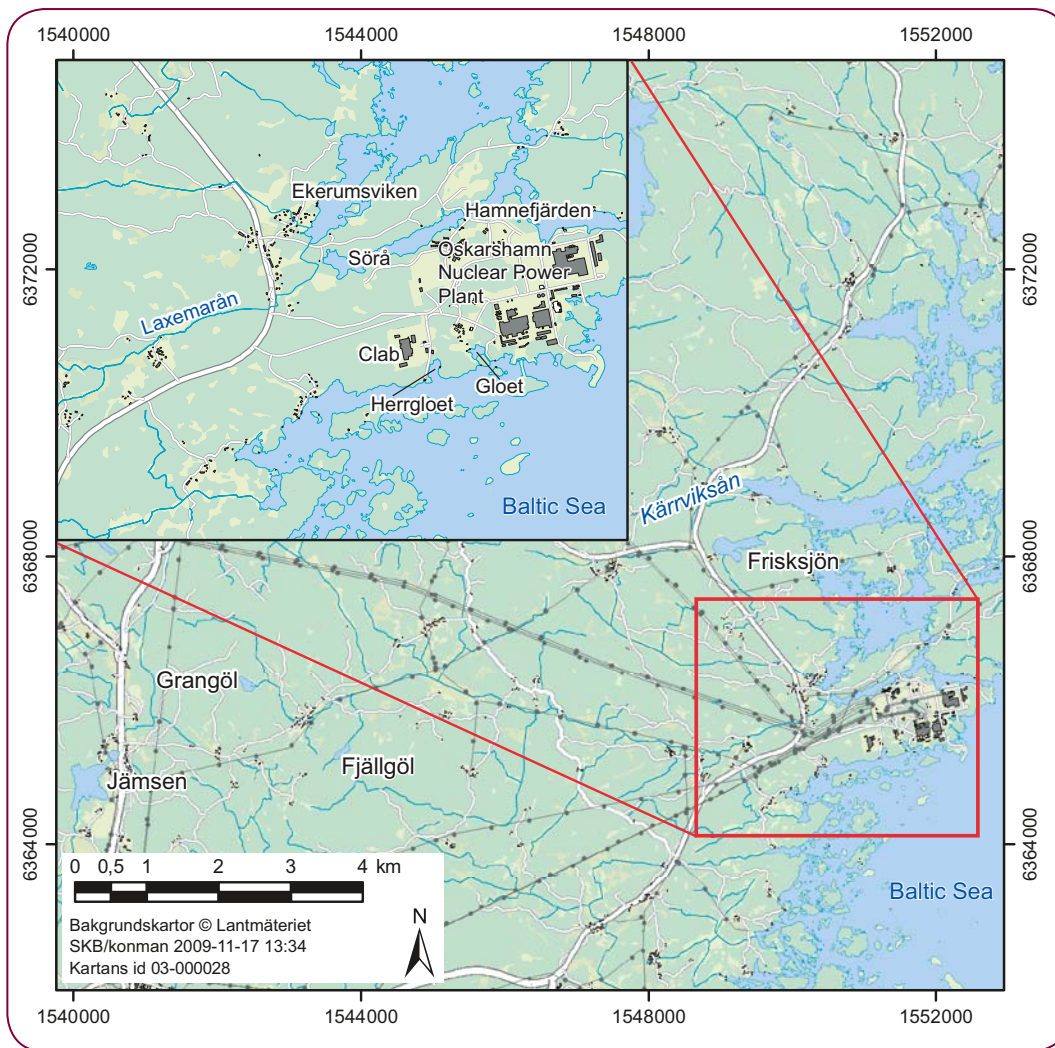 1540000 1544000 1548000 1552000
Ekerumsviken
Hamnefjärden
Sörå
Oskarshamn
Nuclear Power
Plant
Laxemarån
Clab
Gloet
Herrgloet
Baltic Sea
6372000
6372000
Kärrviksån
6368000
6368000
Frisksjön
Grangöl
Fjällgöl
Jämsen
6364000
6364000
Baltic Sea
0 0,5 1 2 3 4 km
Bakgrundskartor © Lantmäteriet
SKB/konman 2009-11-17 13:34
Kartans id 03-000028
N
1540000 1544000 1548000 1552000